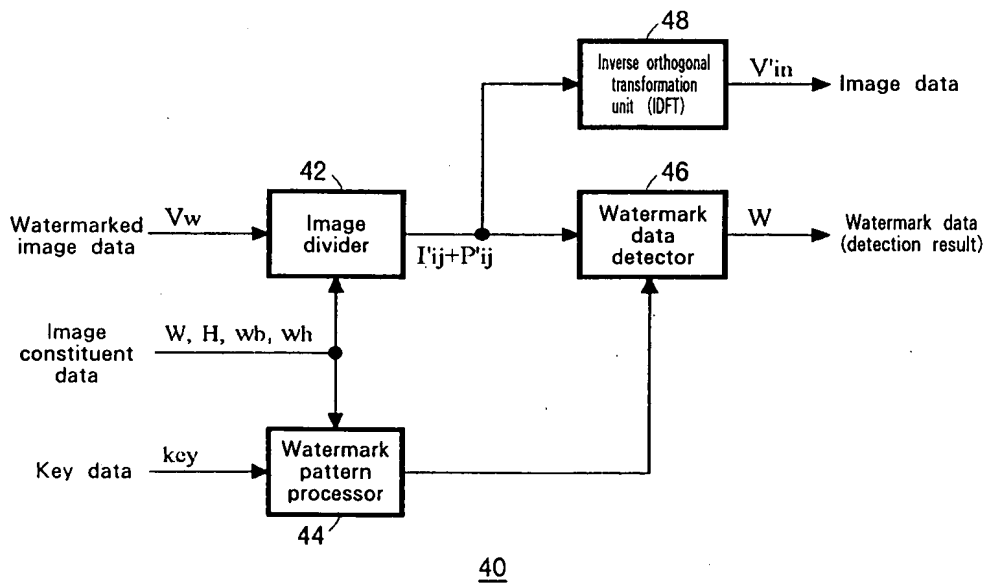 48
Inverse orthogonal
transformation
unit (IDFT)
V'in
Image data
42
Watermarked
image data
Vw
Image
divider
I'ij+P'ij
46
Watermark
data
detector
W
Watermark data
(detection result)
Image
constituent
data
W, H, wb, wh
Key data
key
Watermark
pattern
processor
44
40